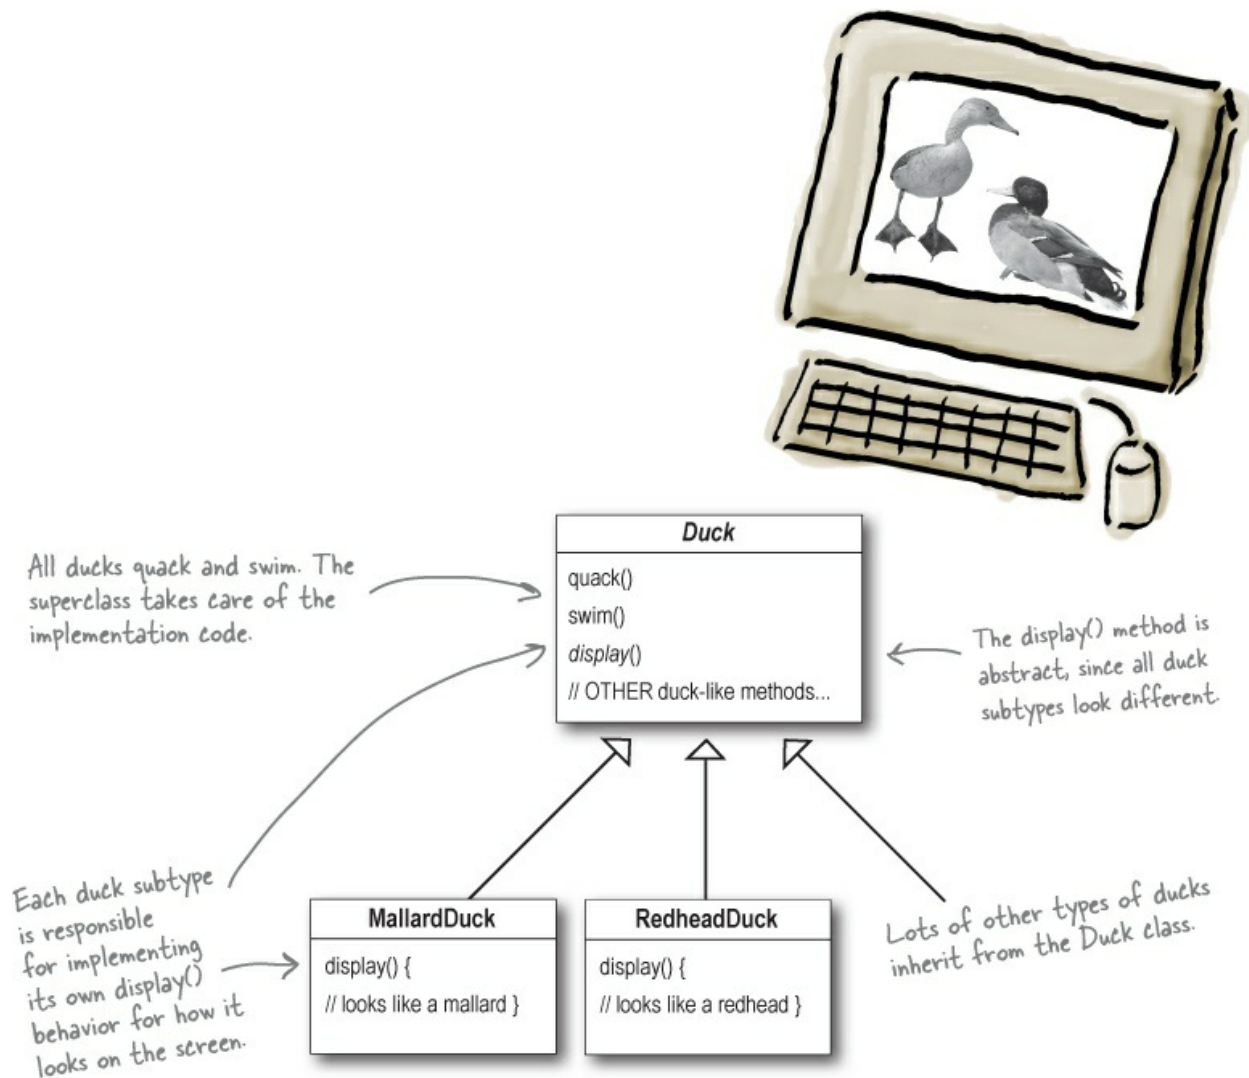 Duck
quack()
swim()
display()
// OTHER duck-like methods...
All ducks quack and swim. The
superclass takes care of the
implementation code.
The display() method is
abstract, since all duck
subtypes look different.
Each duck subtype
is responsible
for implementing
its own display()
behavior for how it
looks on the screen.
MallardDuck
display() {
// looks like a mallard }
RedheadDuck
display() {
// looks like a redhead }
Lots of other types of ducks
inherit from the Duck class.